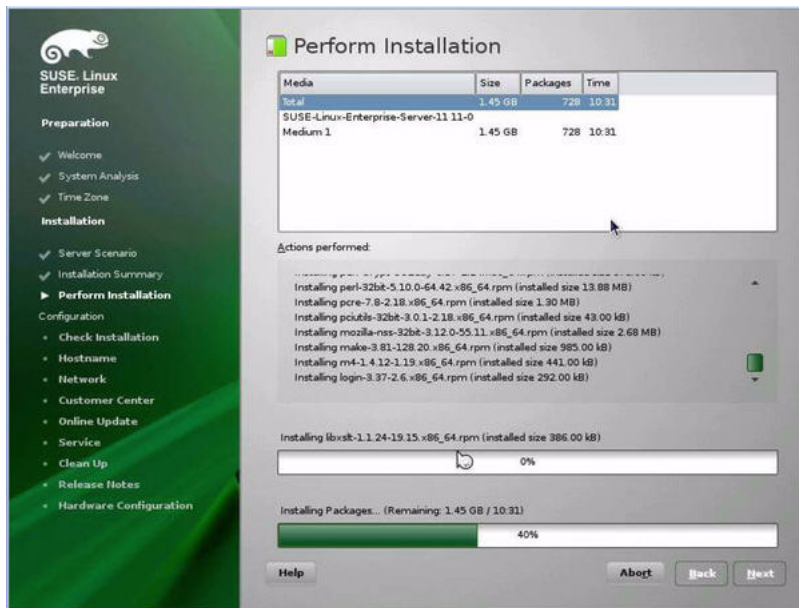 SUSE. Linux
Enterprise
Preparation
Welcome
System Analysis
Time Zone
Installation
Server Scenario
Installation Summary
Perform Installation
Configuration
Check Installation
Hostname
Network
Customer Center
Online Update
Service
Clean Up
Release Notes
Hardware Configuration
Perform Installation
Media Size Packages Time
Total 1.45 GB 728 10:31
SUSE-Linux-Enterprise-Server-11 11-0
Medium 1 1.45 GB 728 10:31
Actions performed:
Installing perl-32bit-5.10.0-64.42.x86_64.rpm (installed size 13.88 MB)
Installing pcre-7.8-2.18.x86_64.rpm (installed size 1.30 MB)
Installing pciutils-32bit-3.0.1-2.18.x86_64.rpm (installed size 43.00 kB)
Installing mozilla-nss-32bit-3.12.0-55.11.x86_64.rpm (installed size 2.68 MB)
Installing make-3.81-128.20.x86_64.rpm (installed size 985.00 kB)
Installing m4-1.4.12-1.19.x86_64.rpm (installed size 441.00 kB)
Installing login-3.37-2.6.x86_64.rpm (installed size 292.00 kB)
Installing libxslt-1.1.24-19.15.x86_64.rpm (installed size 386.00 kB)
0%
Installing Packages... (Remaining: 1.45 GB / 10:31)
40%
Help Abort Back Next